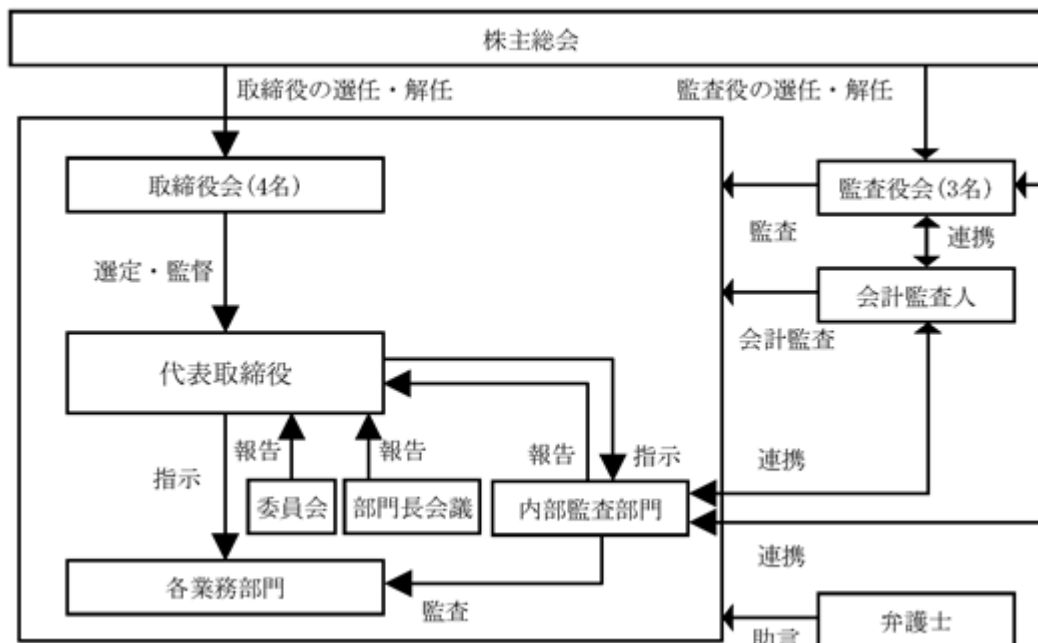 株主総会
取締役の選任・解任
監査役の選任・解任
取締役会(4名)
監査役会(3名)
監査
連携
選定・監督
会計監査人
会計監査
代表取締役
報告
報告
報告
指示
連携
指示
委員会
部門長会議
内部監査部門
連携
各業務部門
監査
弁護士
助言